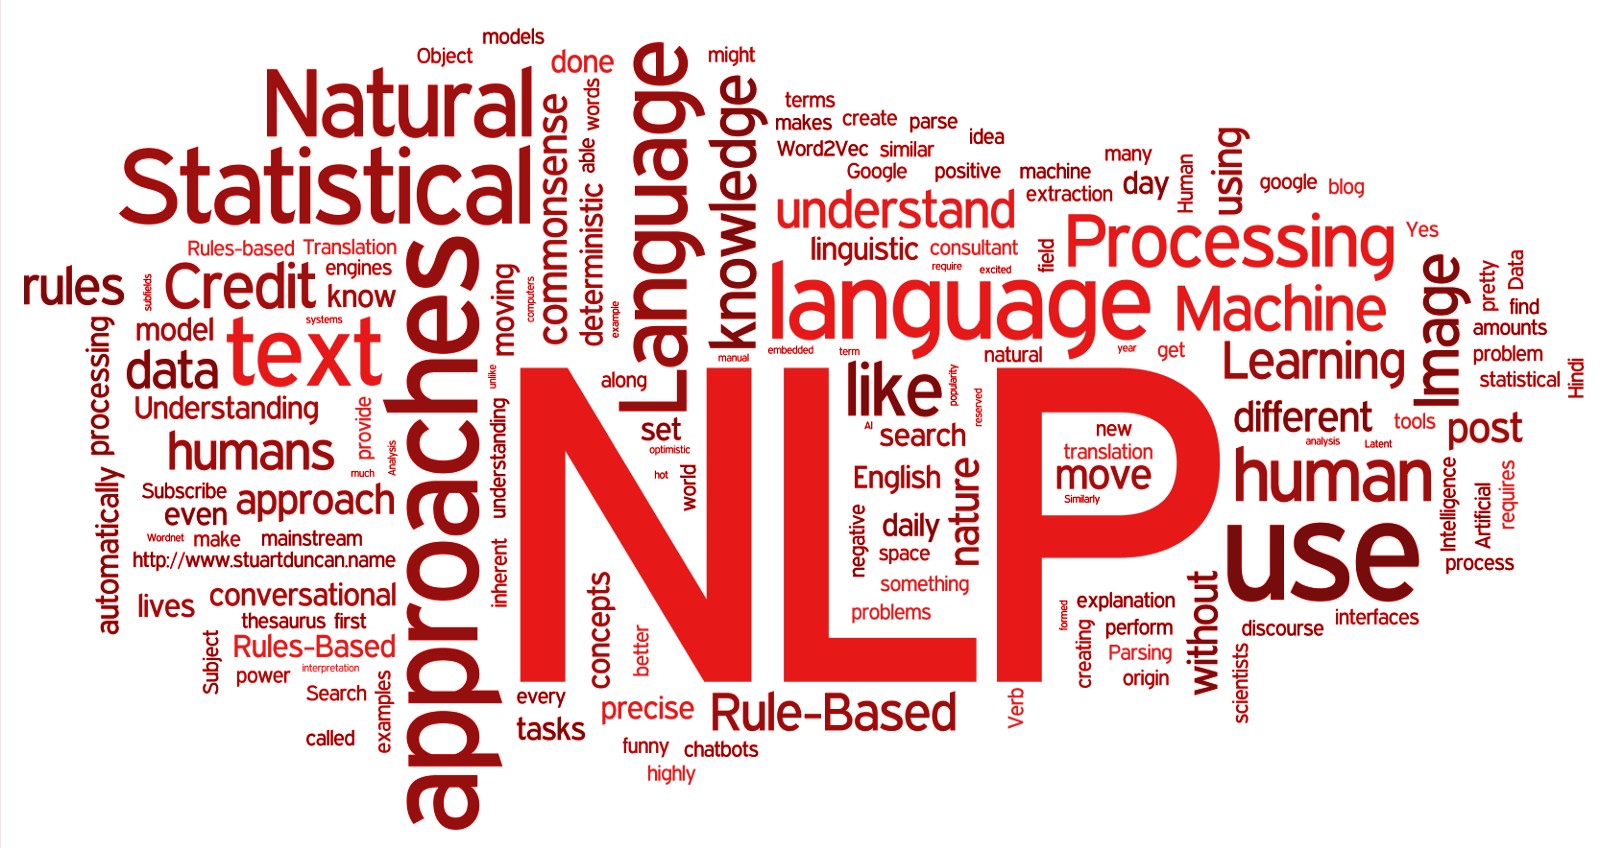 models
Object
done
might
Natural
Language
knowledge
commonsense
words
able
deterministic
example
terms
makes
create
parse
idea
Word2Vec
similar
Google
positive
machine
many
extraction
day
Human
using
google
blog
Statistical
understand
linguistic
consultant
require
excited
field
Processing
Yes
Rules-based
Translation
rules
subfields
Credit
engines
know
systems
approaches
moving
computers
language
Machine
Image
pretty
Data
find
amounts
problem
statistical
Hindi
processing
model
text
data
manual
embedded
term
natural
year
get
Learning
Understanding
provide
unlike
along
NLP
like
popularity
reserved
AI
search
different
tools
post
analysis
Latent
humans
much
Analysis
understanding
set
optimistic
hot
world
English
nature
new
translation
move
Similarly
human
Intelligence
Artificial
requires
automatically
Subscribe
approach
even
Wordnet
make
mainstream
http://www.stuartduncan.name
inherent
negative
daily
space
something
problems
use
process
lives
conversational
thesaurus
first
concepts
better
formed
explanation
creating
perform
Parsing
origin
without
interfaces
discourse
scientists
Subject
Rules-Based
interpretation
power
Search
examples
called
every
tasks
precise
Rule-Based
Verb
funny
chatbots
highly